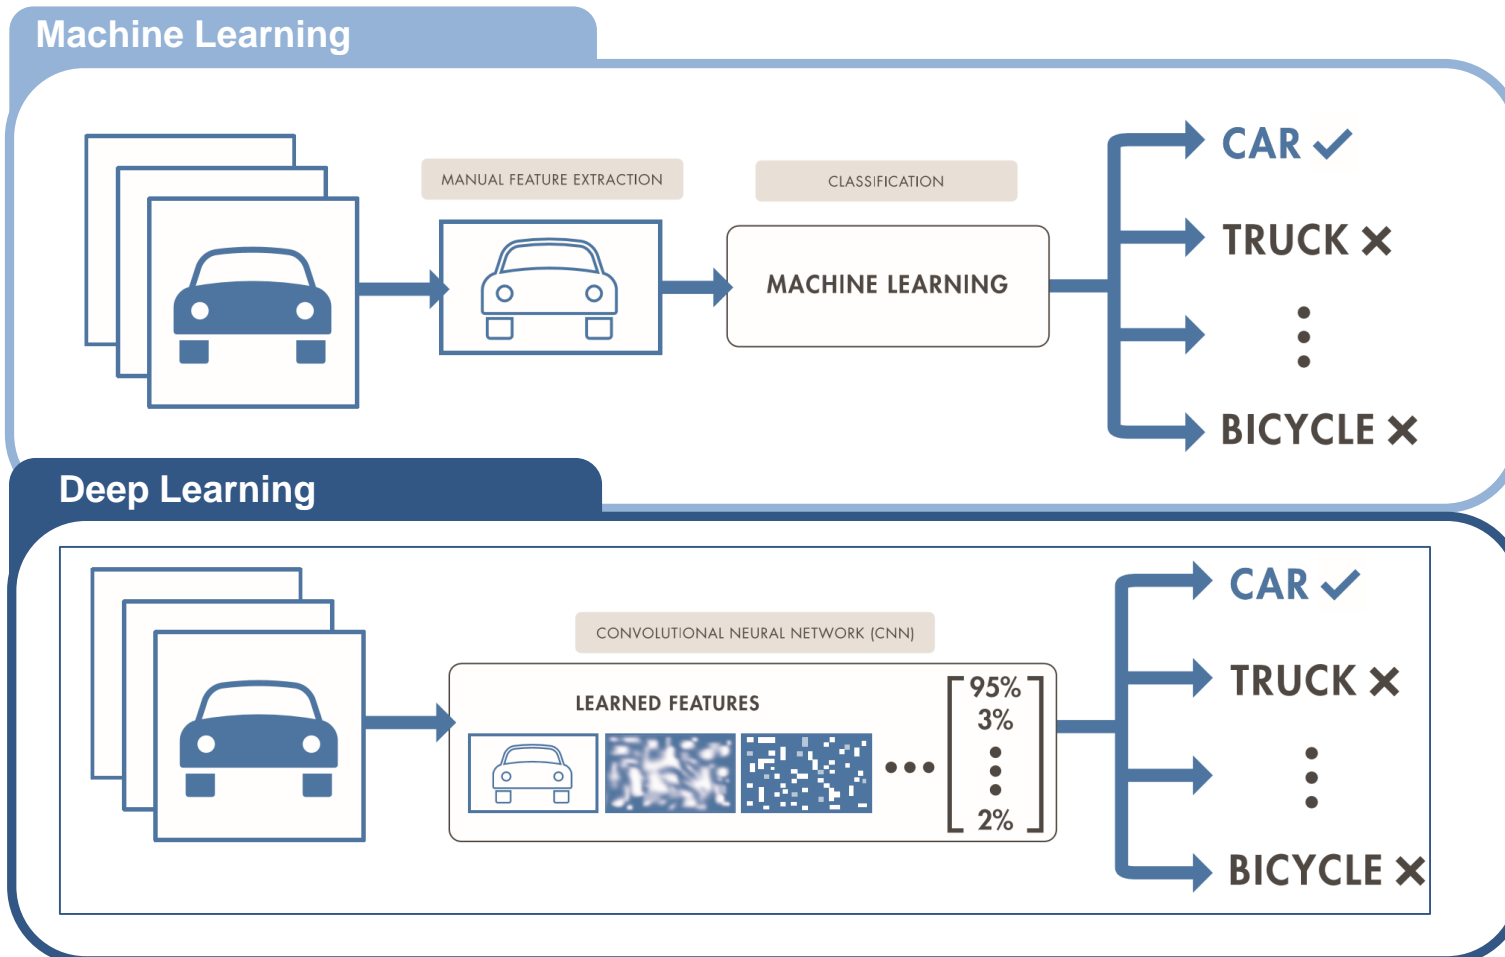 Machine Learning
MANUAL FEATURE EXTRACTION
CLASSIFICATION
MACHINE LEARNING
CAR
TRUCK
BICYCLE
Deep Learning
CONVOLUTIONAL NEURAL NETWORK (CNN)
LEARNED FEATURES
95%
3%
2%
CAR
TRUCK
BICYCLE